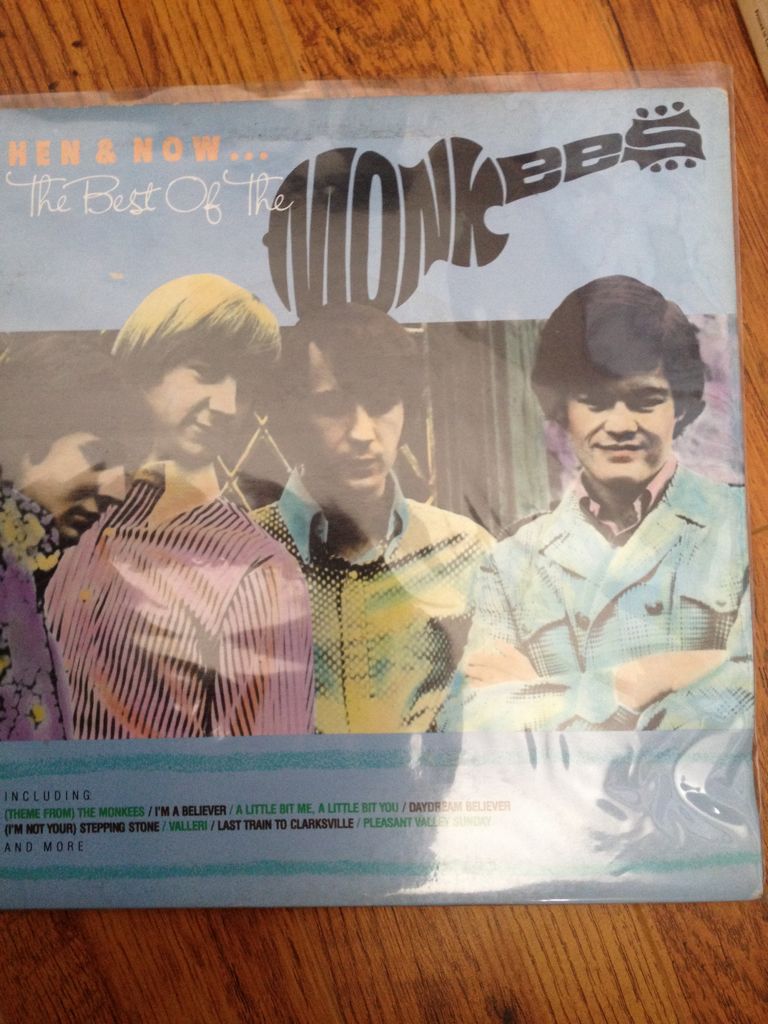 HEN & NOW...
The Best Of The MONKees
INCLUDING
(THEME FROM) THE MONKEES / I'M A BELIEVER / A LITTLE BIT ME, A LITTLE BIT YOU / DAYDREAM BELIEVER
(I'M NOT YOUR) STEPPING STONE / VALLERI / LAST TRAIN TO CLARKSVILLE / PLEASANT VALLEY SUNDAY
AND MORE